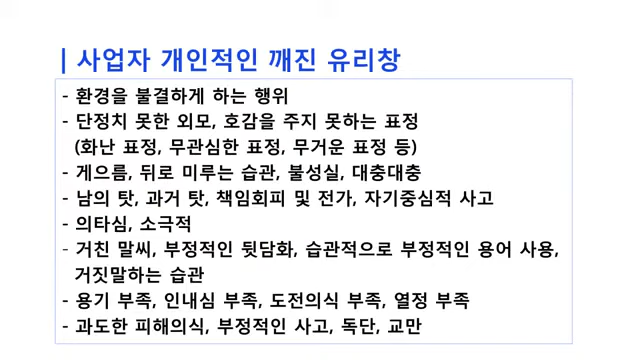 | 사업자 개인적인 깨진 유리창
- 환경을 불결하게 하는 행위
- 단정치 못한 외모, 호감을 주지 못하는 표정
(화난 표정, 무관심한 표정, 무거운 표정 등)
- 게으름, 뒤로 미루는 습관, 불성실, 대충대충
- 남의 탓, 과거 탓, 책임회피 및 전가, 자기중심적 사고
- 의타심, 소극적
- 거친 말씨, 부정적인 뒷담화, 습관적으로 부정적인 용어 사용,
거짓말하는 습관
- 용기 부족, 인내심 부족, 도전의식 부족, 열정 부족
- 과도한 피해의식, 부정적인 사고, 독단, 교만